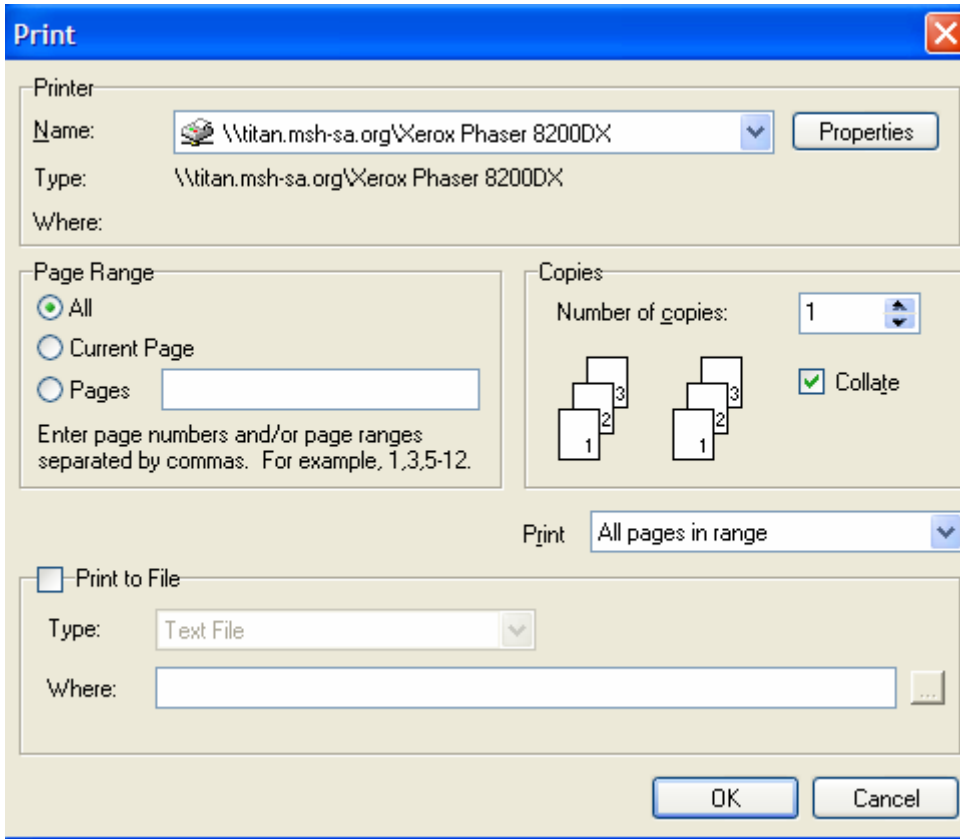 Print
Printer
Name: \\titan.msh-sa.org\Xerox Phaser 8200DX Properties
Type: \\titan.msh-sa.org\Xerox Phaser 8200DX
Where:
Page Range
All
Current Page
Pages
Enter page numbers and/or page ranges
separated by commas. For example, 1,3,5-12.
Copies
Number of copies: 1
3 3
2 2
1 1
Collate
Print All pages in range
Print to File
Type: Text File
Where: ...
OK Cancel